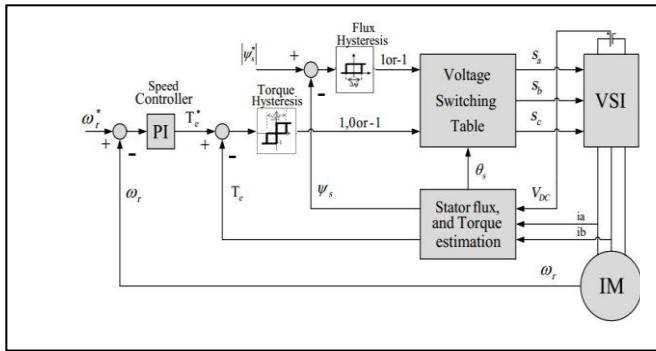 Flux
Hysteresis
|ψs*|
+
-
1or-1
Δψ
Voltage
Switching
Table
Sa
Sb
Sc
VSI
Speed
Controller
Torque
Hysteresis
ωr*
+
-
PI
Te*
+
-
1,0or-1
θs
ωr
Te
ψs
VDC
Stator flux,
and Torque
estimation
ia
ib
ωr
IM